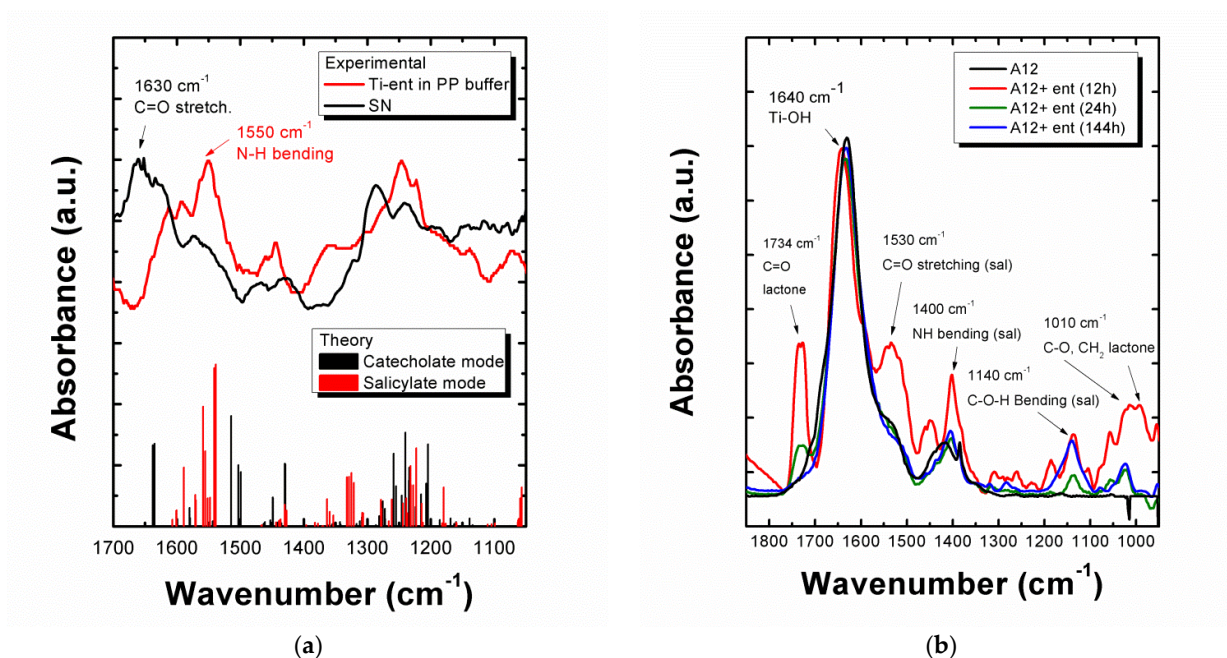 Experimental
Ti-ent in PP buffer
SN
1630 cm⁻¹
C=O stretch.
1550 cm⁻¹
N-H bending
Theory
Catecholate mode
Salicylate mode
Absorbance (a.u.)
1700 1600 1500 1400 1300 1200 1100
Wavenumber (cm⁻¹)
(a)
A12
A12+ ent (12h)
A12+ ent (24h)
A12+ ent (144h)
1640 cm⁻¹
Ti-OH
1734 cm⁻¹
C=O
lactone
1530 cm⁻¹
C=O stretching (sal)
1400 cm⁻¹
NH bending (sal)
1010 cm⁻¹
C-O, CH₂ lactone
1140 cm⁻¹
C-O-H Bending (sal)
Absorbance (a.u.)
1800 1700 1600 1500 1400 1300 1200 1100 1000
Wavenumber (cm⁻¹)
(b)